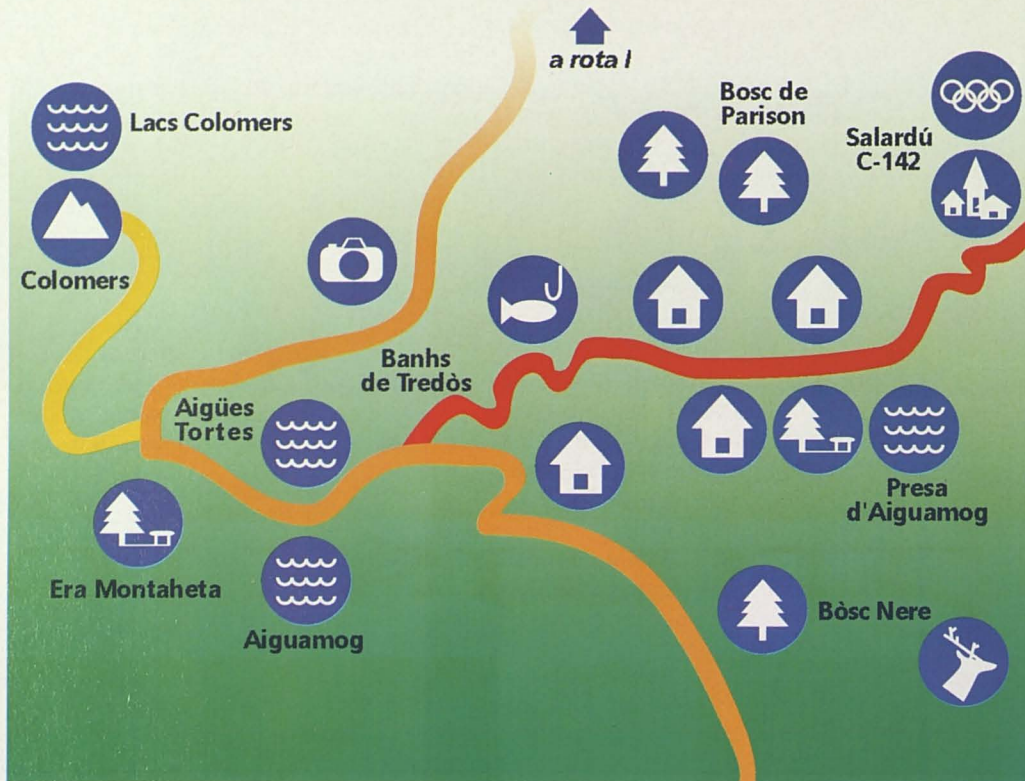 a rota I
Lacs Colomers
Bosc de
Parison
Salardú
C-142
Colomers
Banhs
de Tredòs
Aigües
Tortes
Presa
d'Aiguamog
Era Montaheta
Bòsc Nere
Aiguamog